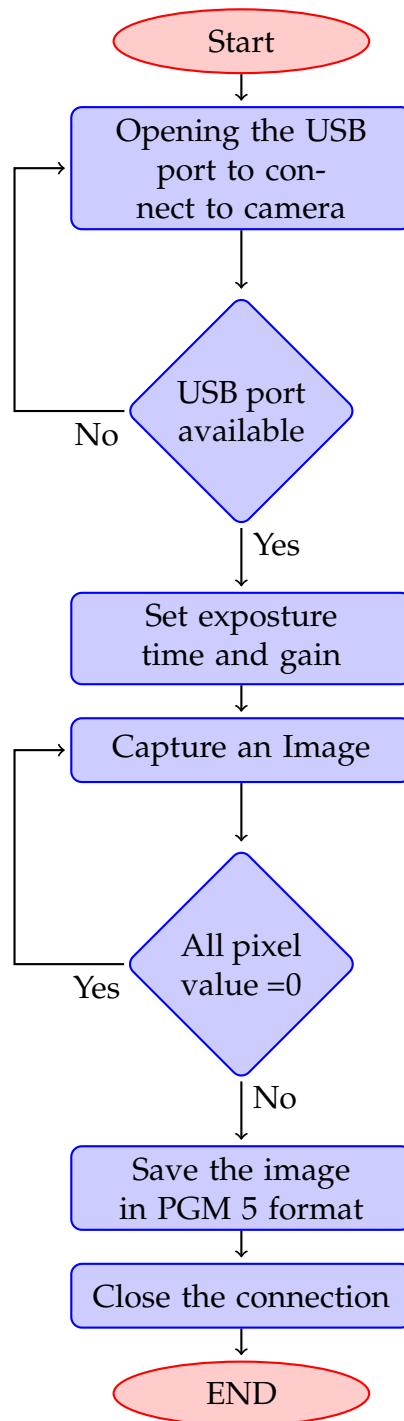 Start
Opening the USB
port to con-
nect to camera
USB port
available
No
Yes
Set exposture
time and gain
Capture an Image
All pixel
value =0
Yes
No
Save the image
in PGM 5 format
Close the connection
END